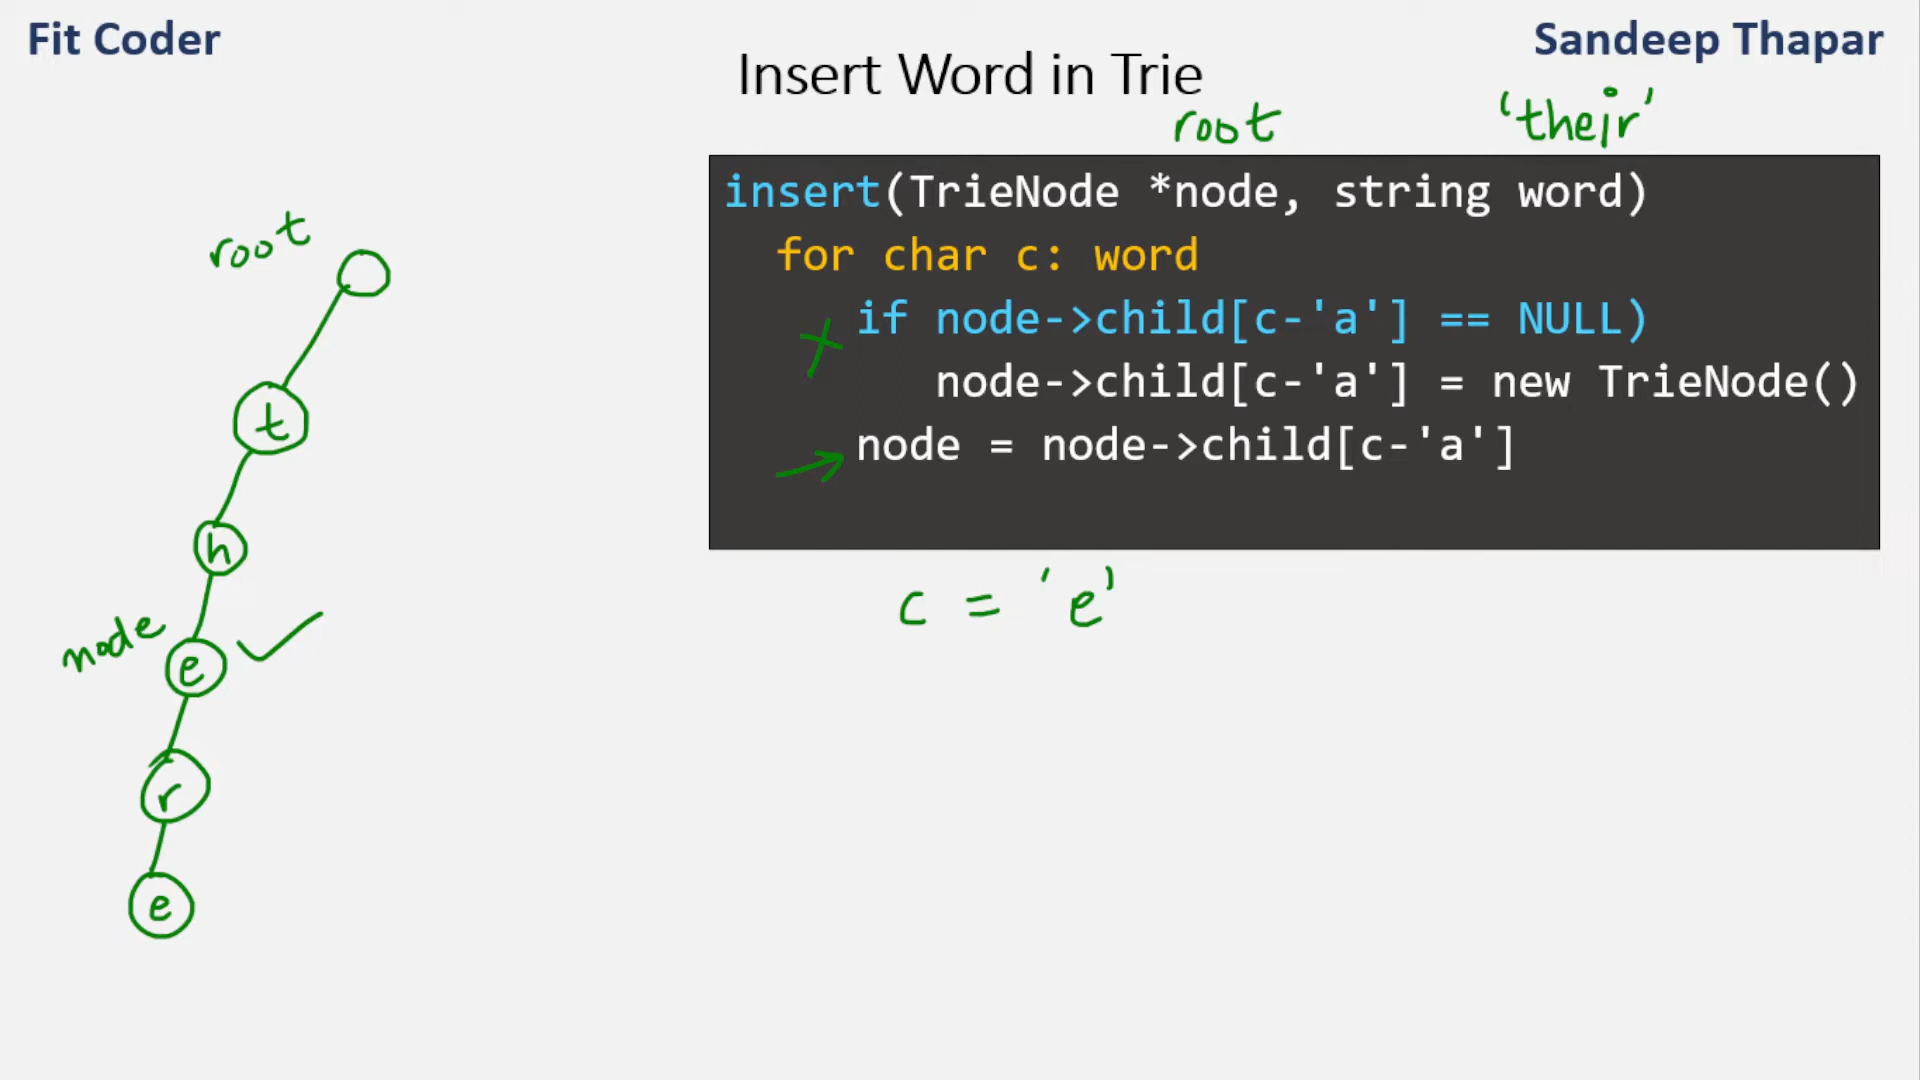 Fit Coder
Sandeep Thapar
Insert Word in Trie
root
'their'
insert(TrieNode *node, string word)
for char c: word
if node->child[c-'a'] == NULL)
node->child[c-'a'] = new TrieNode()
node = node->child[c-'a']
c = 'e'
root
t
h
node
e
r
e